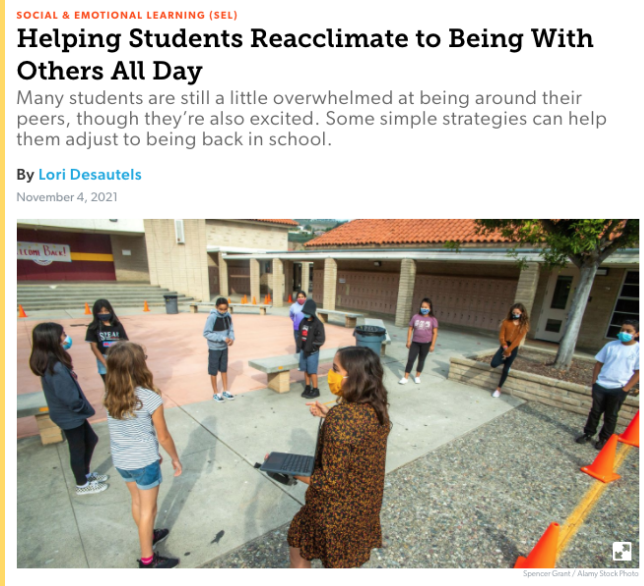 SOCIAL & EMOTIONAL LEARNING (SEL)
Helping Students Reacclimate to Being With
Others All Day
Many students are still a little overwhelmed at being around their
peers, though they’re also excited. Some simple strategies can help
them adjust to being back in school.
By Lori Desautels
November 4, 2021
Back!
Spencer Grant / Alamy Stock Photo